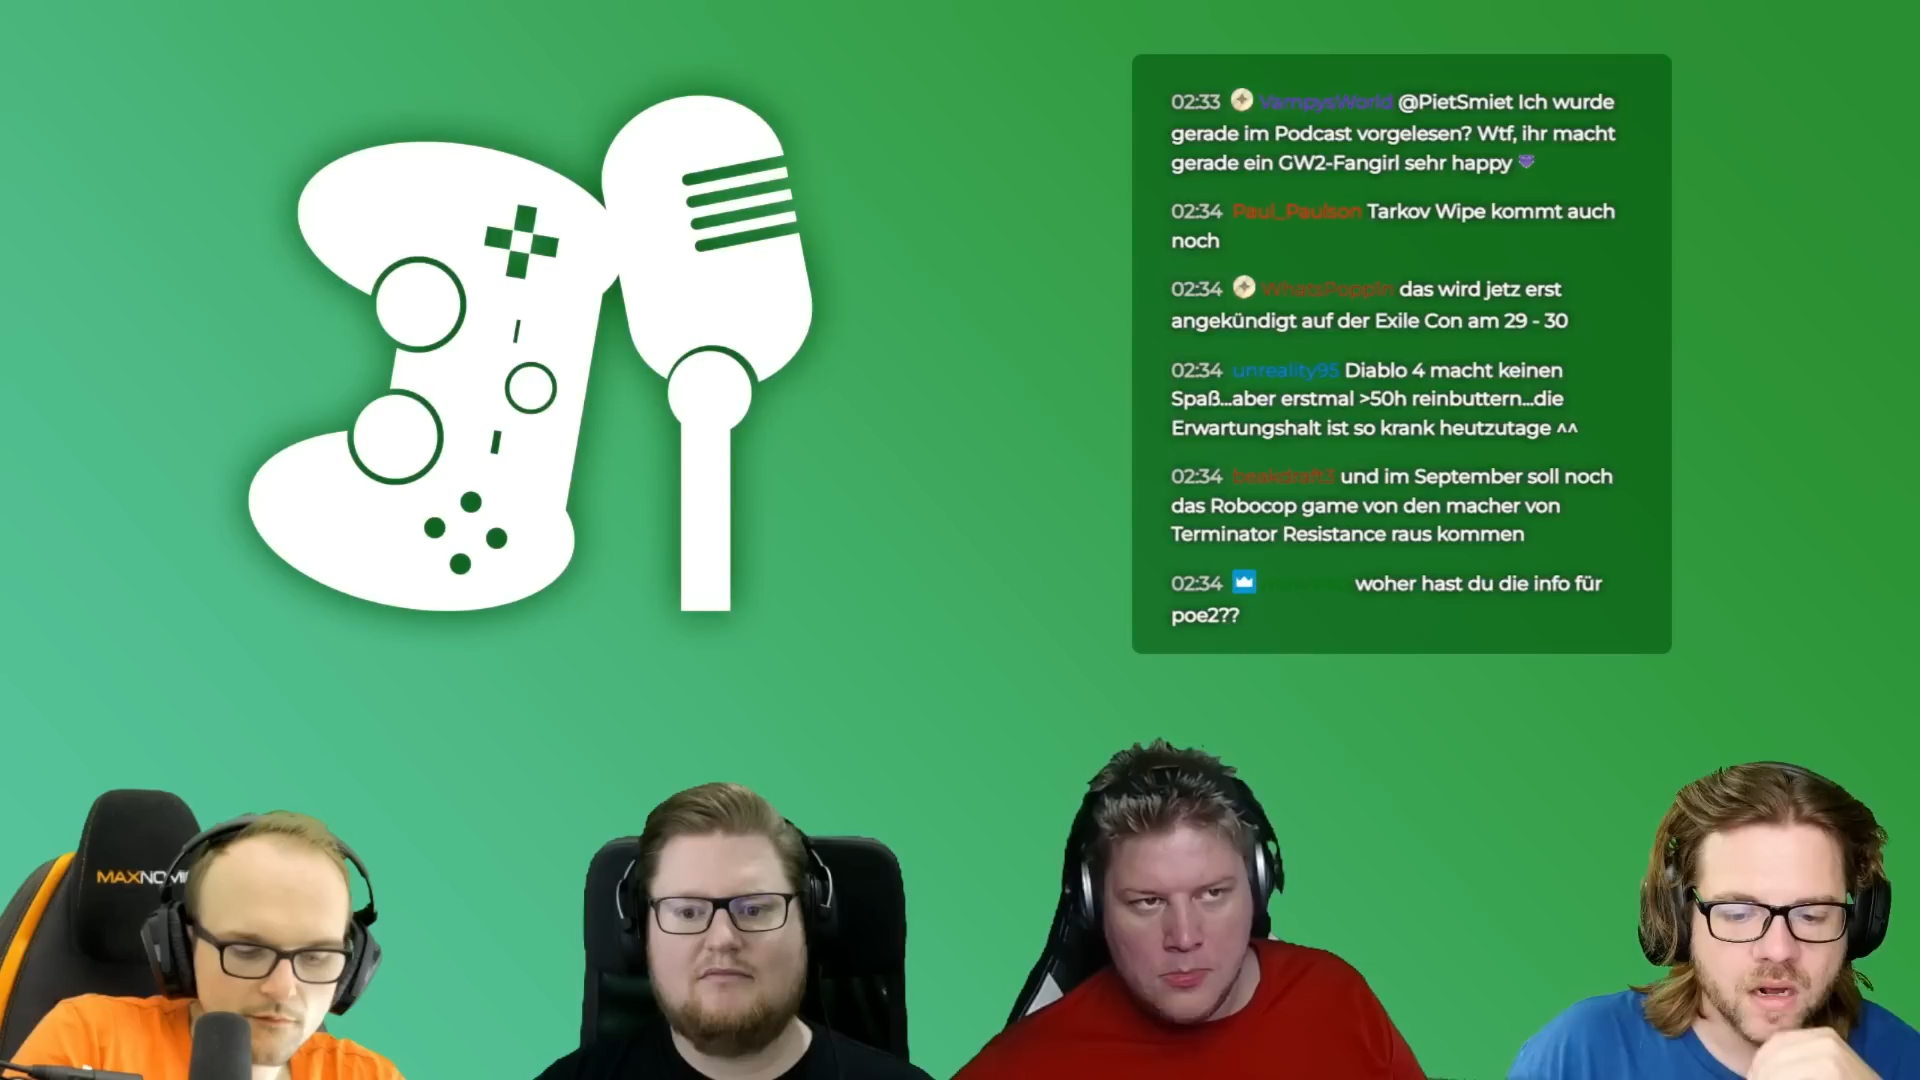 02:33 VampysWorld @PietSmiet Ich wurde
gerade im Podcast vorgelesen? Wtf, ihr macht
gerade ein GW2-Fangirl sehr happy
02:34 Paul_Paulson Tarkov Wipe kommt auch
noch
02:34 WhatsPoppin das wird jetz erst
angekündigt auf der Exile Con am 29 - 30
02:34 unreality95 Diablo 4 macht keinen
Spaß...aber erstmal >50h reinbuttern...die
Erwartungshalt ist so krank heutzutage ^^
02:34 und im September soll noch
das Robocop game von den macher von
Terminator Resistance raus kommen
02:34 woher hast du die info für
poe2??
MAXNOMI